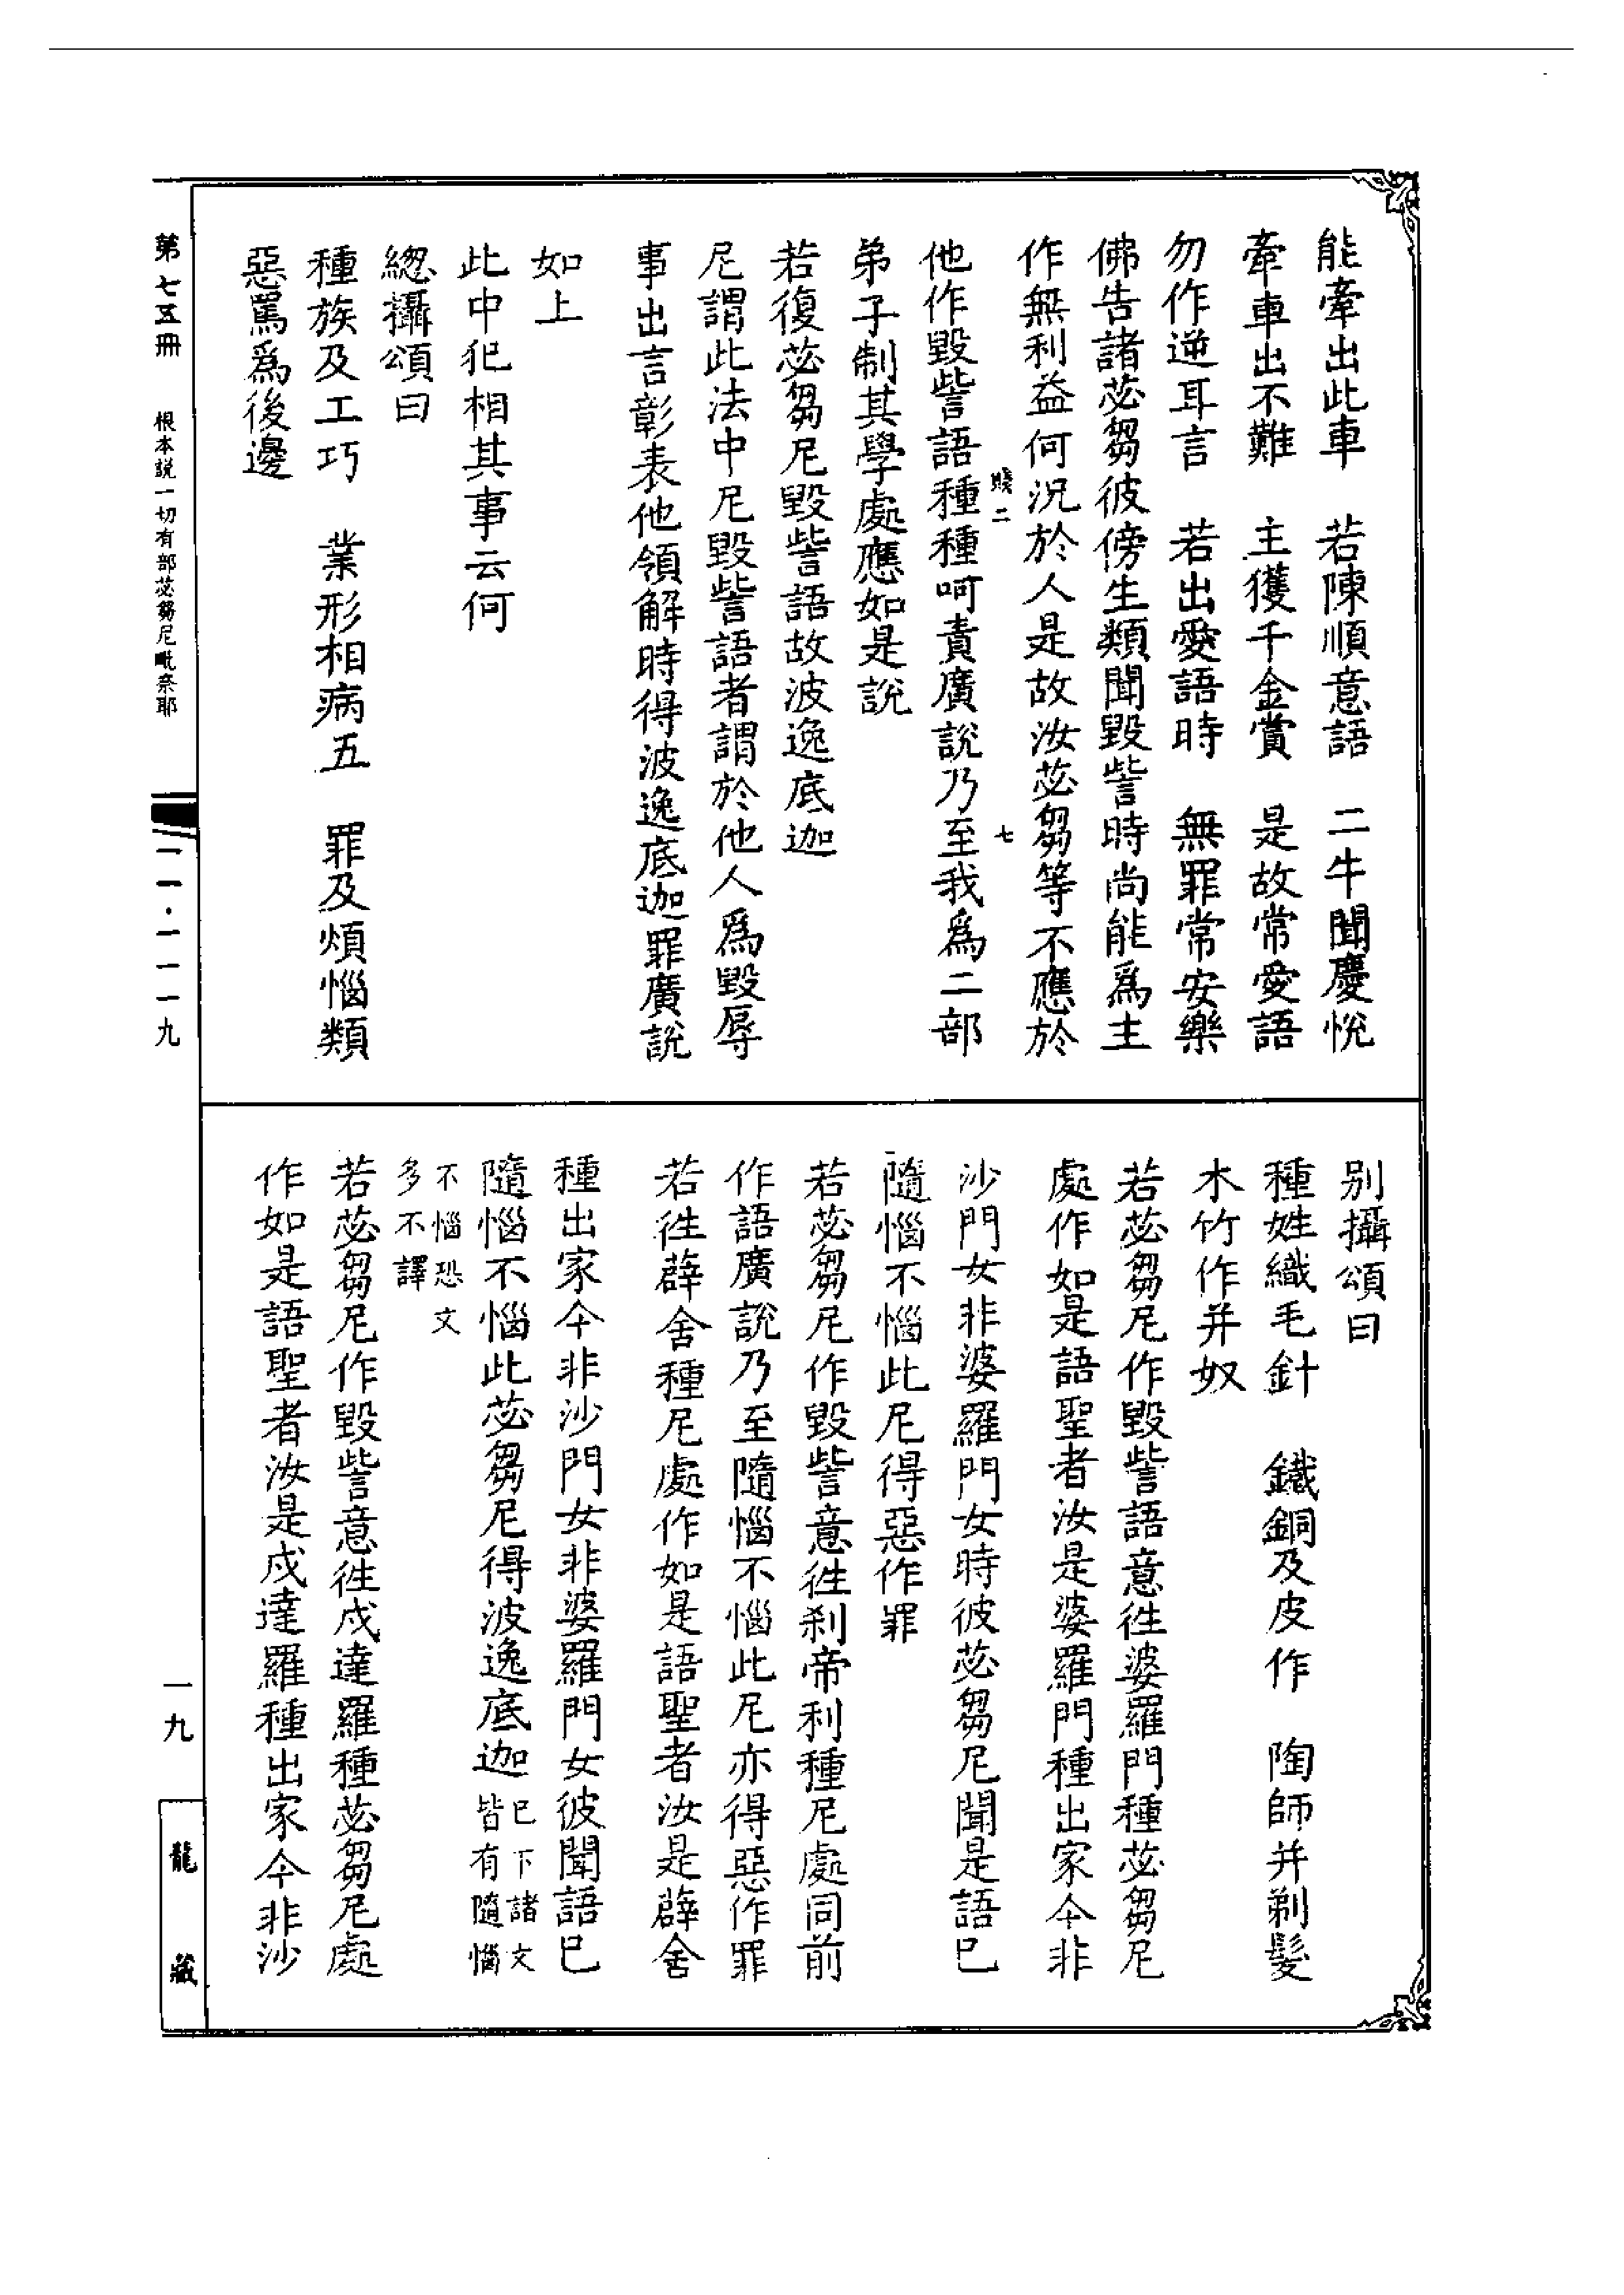 能牽出此車　若陳順意語　二牛聞慶悅
牽車出不難　主獲千金賞　是故常愛語
勿作逆耳言　若出愛語時　無罪常安樂
佛告諸苾芻彼傍生類聞毀訾時尚能爲主
作無利益何況於人是故汝苾芻等不應於
賤二　七
他作毀訾語種種呵責廣說乃至我爲二部
弟子制其學處應如是說
若復苾芻尼毀訾語故波逸底迦
尼謂此法中尼毀訾語者謂於他人爲毀辱
事出言彰表他領解時得波逸底迦罪廣說
如上
此中犯相其事云何
總攝頌曰
種族及工巧　業形相病五　罪及煩惱類
惡罵爲後邊
別攝頌曰
種姓織毛針　鐵銅及皮作　陶師并剃髮
木竹作并奴
若苾芻尼作毀訾語意往婆羅門種苾芻尼
處作如是語聖者汝是婆羅門種出家今非
沙門女非婆羅門女時彼苾芻尼聞是語已
隨惱不惱此尼得惡作罪
若苾芻尼作毀訾意往刹帝利種尼處同前
作語廣說乃至隨惱不惱此尼亦得惡作罪
若往薜舍種尼處作如是語聖者汝是薜舍
種出家今非沙門女非婆羅門女彼聞語已
隨惱不惱此苾芻尼得波逸底迦已下諸文皆有隨惱
不惱恐文多不譯
若苾芻尼作毀訾意往戍達羅種苾芻尼處
作如是語聖者汝是戍達羅種出家今非沙
第七五冊　根本説一切有部苾芻尼毗奈耶　一一·一一一九　一九　龍藏